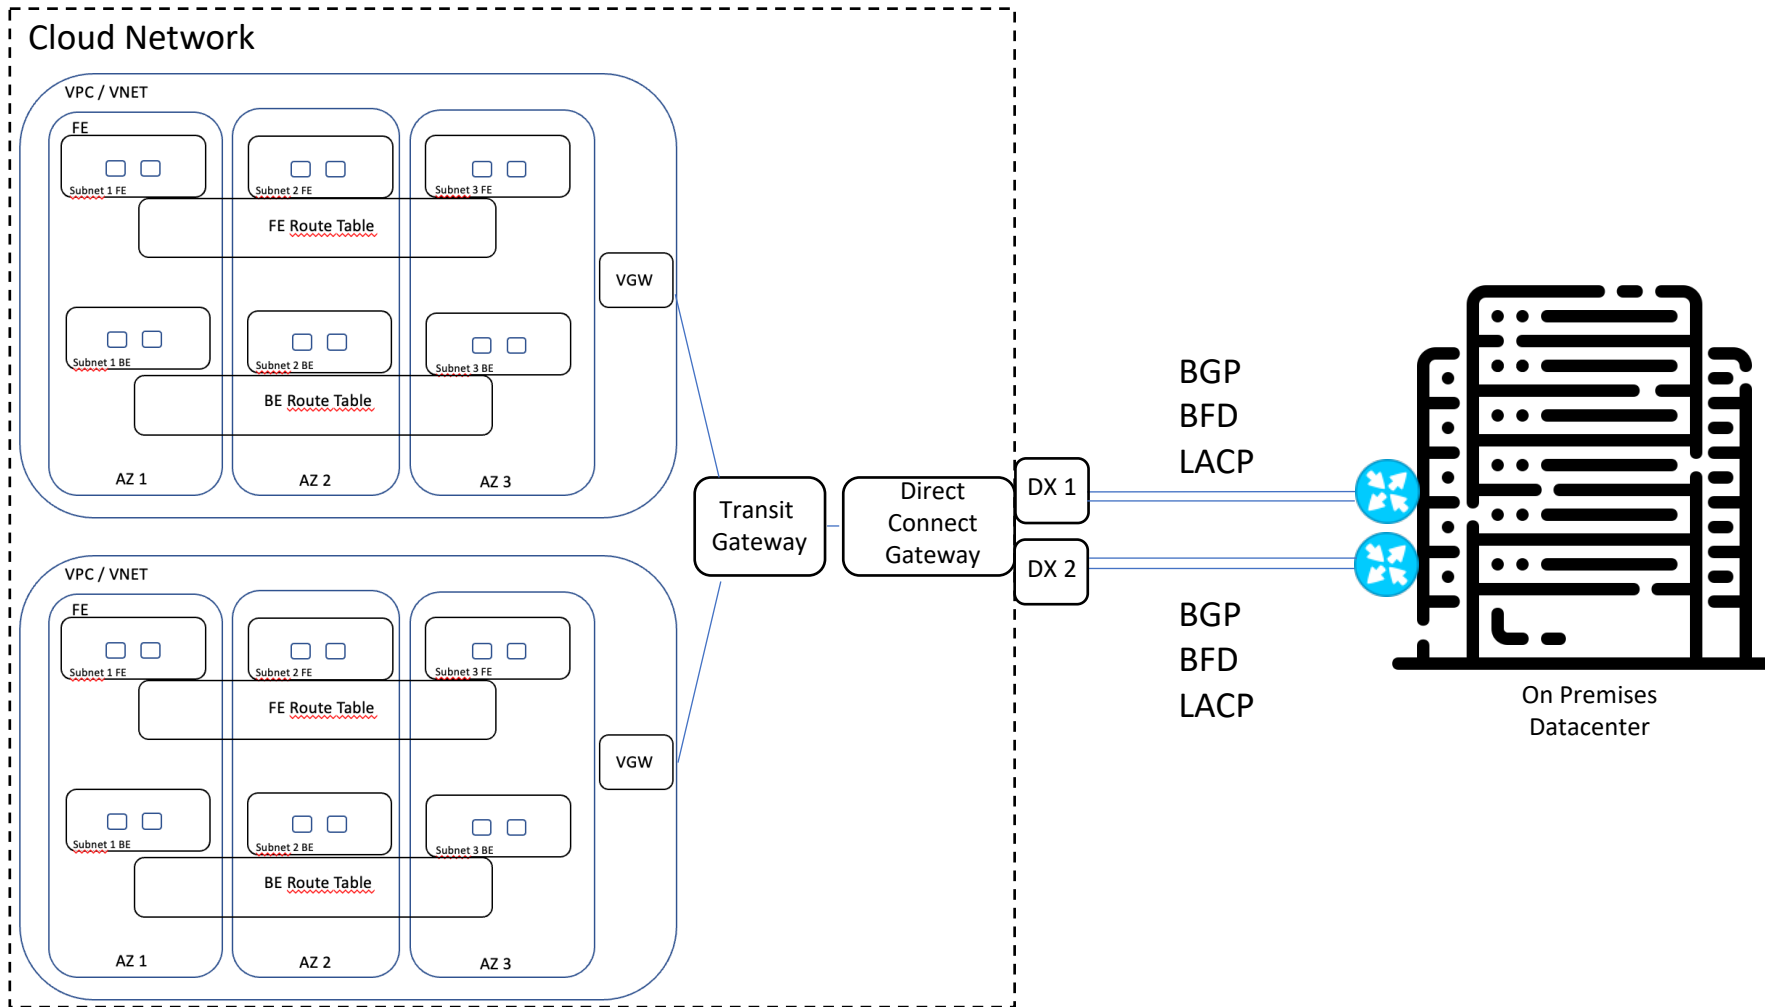 Cloud Network
VPC / VNET
FE
Subnet 1 FE
Subnet 2 FE
Subnet 3 FE
FE Route Table
VGW
Subnet 1 BE
Subnet 2 BE
Subnet 3 BE
BE Route Table
AZ 1
AZ 2
AZ 3
VPC / VNET
FE
Subnet 1 FE
Subnet 2 FE
Subnet 3 FE
FE Route Table
VGW
Subnet 1 BE
Subnet 2 BE
Subnet 3 BE
BE Route Table
AZ 1
AZ 2
AZ 3
Transit
Gateway
Direct
Connect
Gateway
DX 1
DX 2
BGP
BFD
LACP
BGP
BFD
LACP
On Premises
Datacenter